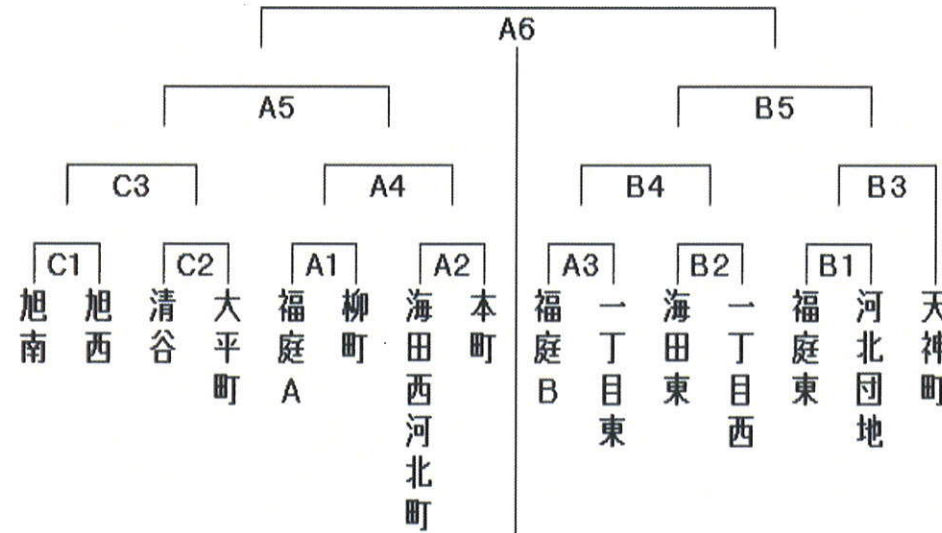 A6
A5
B5
C3
A4
B4
B3
C1
C2
A1
A2
A3
B2
B1
旭南
旭西
清谷
大平町
福庭A
柳町
海田西河北町
本町
福庭B
一丁目東
海田東
一丁目西
福庭東
河北団地
天神町